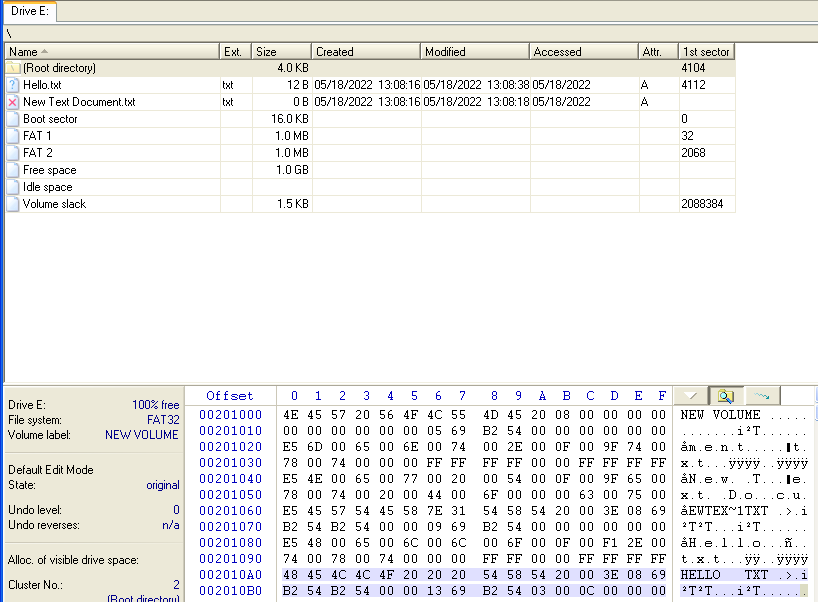 Drive E:
\
Name Ext. Size Created Modified Accessed Attr. 1st sector
(Root directory) 4.0 KB 4104
Hello.txt txt 12 B 05/18/2022 13:08:16 05/18/2022 13:08:38 05/18/2022 A 4112
New Text Document.txt txt 0 B 05/18/2022 13:08:16 05/18/2022 13:08:18 05/18/2022 A
Boot sector 16.0 KB 0
FAT 1 1.0 MB 32
FAT 2 1.0 MB 2068
Free space 1.0 GB
Idle space
Volume slack 1.5 KB 2088384
Drive E: 100% free
File system: FAT32
Volume label: NEW VOLUME
Default Edit Mode
State: original
Undo level: 0
Undo reverses: n/a
Alloc. of visible drive space:
Cluster No.: 2
(Root directory)
Offset 0 1 2 3 4 5 6 7 8 9 A B C D E F
00201000 4E 45 57 20 56 4F 4C 55 4D 45 20 08 00 00 00 00 NEW VOLUME .....
00201010 00 00 00 00 00 00 05 69 B2 54 00 00 00 00 00 00 .......i²T......
00201020 E5 6D 00 65 00 6E 00 74 00 2E 00 0F 00 9F 74 00 åm.e.n.t.....▮t.
00201030 78 00 74 00 00 00 FF FF FF FF 00 00 FF FF FF FF x.t...ÿÿÿÿ..ÿÿÿÿ
00201040 E5 4E 00 65 00 77 00 20 00 54 00 0F 00 9F 65 00 åN.e.w. .T...▮e.
00201050 78 00 74 00 20 00 44 00 6F 00 00 00 63 00 75 00 x.t. .D.o...c.u.
00201060 E5 45 57 54 45 58 7E 31 54 58 54 20 00 3E 08 69 åEWTEX~1TXT .>.i
00201070 B2 54 B2 54 00 00 09 69 B2 54 00 00 00 00 00 00 ²T²T...i²T......
00201080 E5 48 00 65 00 6C 00 6C 00 6F 00 0F 00 F1 2E 00 åH.e.l.l.o...ñ..
00201090 74 00 78 00 74 00 00 00 FF FF 00 00 FF FF FF FF t.x.t...ÿÿ..ÿÿÿÿ
002010A0 48 45 4C 4C 4F 20 20 20 54 58 54 20 00 3E 08 69 HELLO   TXT .>.i
002010B0 B2 54 B2 54 00 00 13 69 B2 54 03 00 0C 00 00 00 ²T²T...i²T......